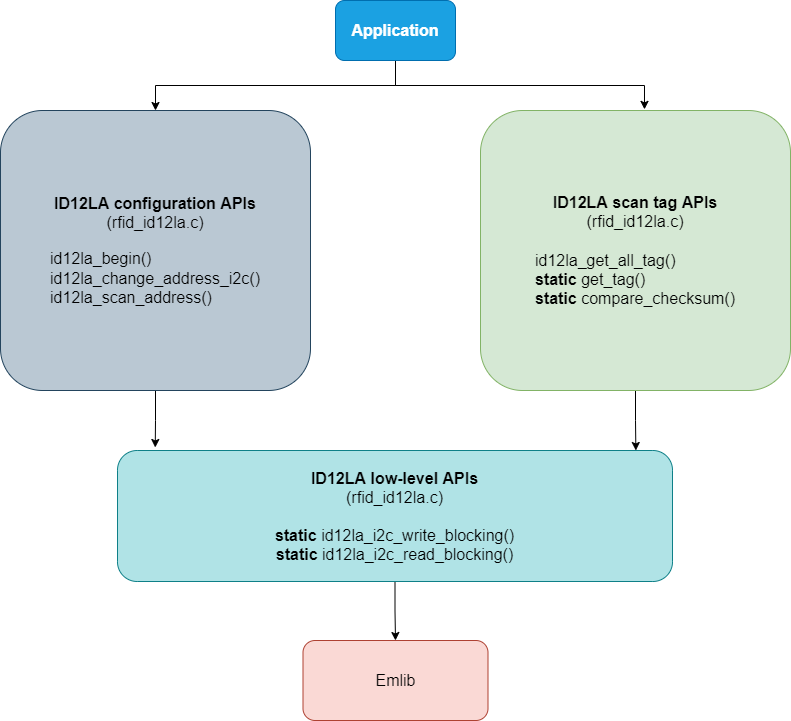 Application
ID12LA configuration APIs
(rfid_id12la.c)
id12la_begin()
id12la_change_address_i2c()
id12la_scan_address()
ID12LA scan tag APIs
(rfid_id12la.c)
id12la_get_all_tag()
static get_tag()
static compare_checksum()
ID12LA low-level APIs
(rfid_id12la.c)
static id12la_i2c_write_blocking()
static id12la_i2c_read_blocking()
Emlib